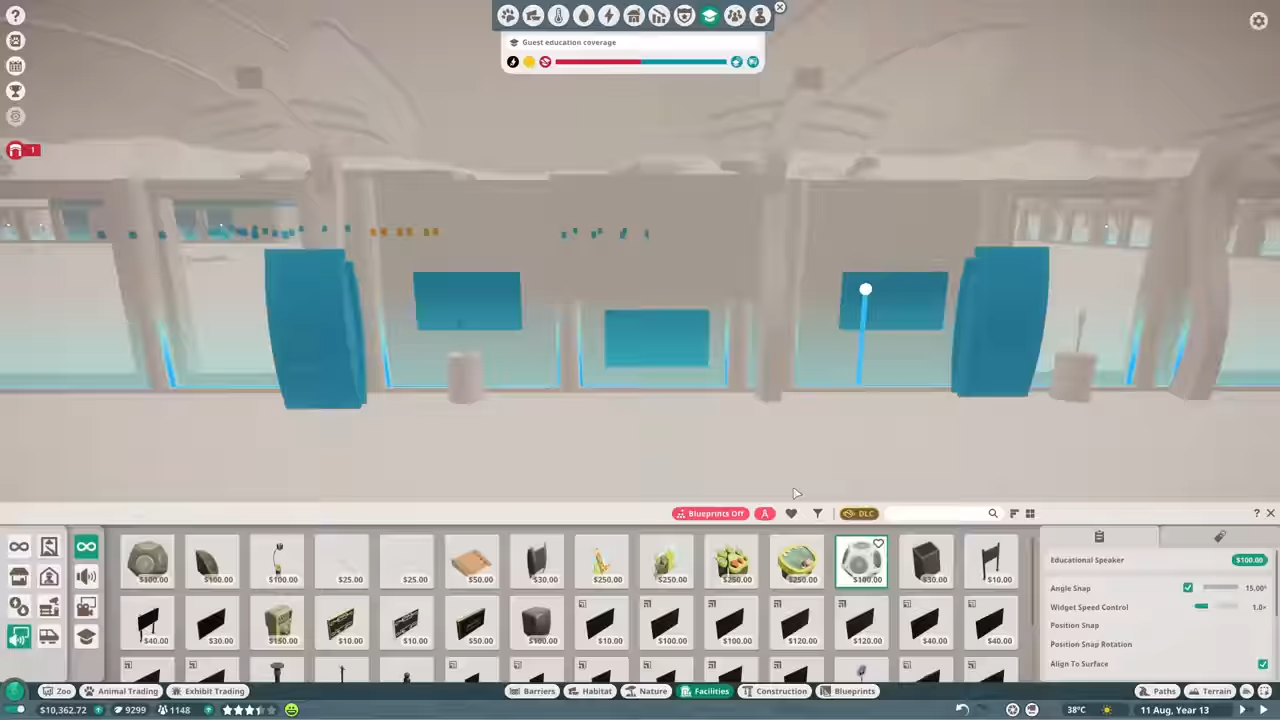 ?
Guest education coverage
1
Blueprints Off
A
DLC
? ×
$100.00 $100.00 $100.00 $25.00 $25.00 $50.00 $30.00 $250.00 $250.00 $250.00 $250.00 $100.00 $30.00 $10.00
Educational Speaker $100.00
Angle Snap 15.00°
Widget Speed Control 1.0×
Position Snap
$40.00 $30.00 $150.00 $10.00 $10.00 $50.00 $100.00 $10.00 $100.00 $100.00 $120.00 $120.00 $40.00 $40.00
Position Snap Rotation
Align To Surface
Zoo Animal Trading Exhibit Trading Barriers Habitat Nature Facilities Construction Blueprints Paths Terrain
$10,362.72 9299 1148 38°C 11 Aug, Year 13